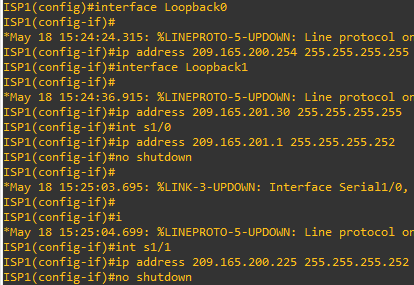 ISP1(config)#interface Loopback0
ISP1(config-if)#
*May 18 15:24:24.315: %LINEPROTO-5-UPDOWN: Line protocol on
ISP1(config-if)#ip address 209.165.200.254 255.255.255.255
ISP1(config-if)#interface Loopback1
ISP1(config-if)#
*May 18 15:24:36.915: %LINEPROTO-5-UPDOWN: Line protocol on
ISP1(config-if)#ip address 209.165.201.30 255.255.255.255
ISP1(config-if)#int s1/0
ISP1(config-if)#ip address 209.165.201.1 255.255.255.252
ISP1(config-if)#no shutdown
ISP1(config-if)#
*May 18 15:25:03.695: %LINK-3-UPDOWN: Interface Serial1/0,
ISP1(config-if)#
ISP1(config-if)#i
*May 18 15:25:04.699: %LINEPROTO-5-UPDOWN: Line protocol on
ISP1(config-if)#int s1/1
ISP1(config-if)#ip address 209.165.200.225 255.255.255.252
ISP1(config-if)#no shutdown